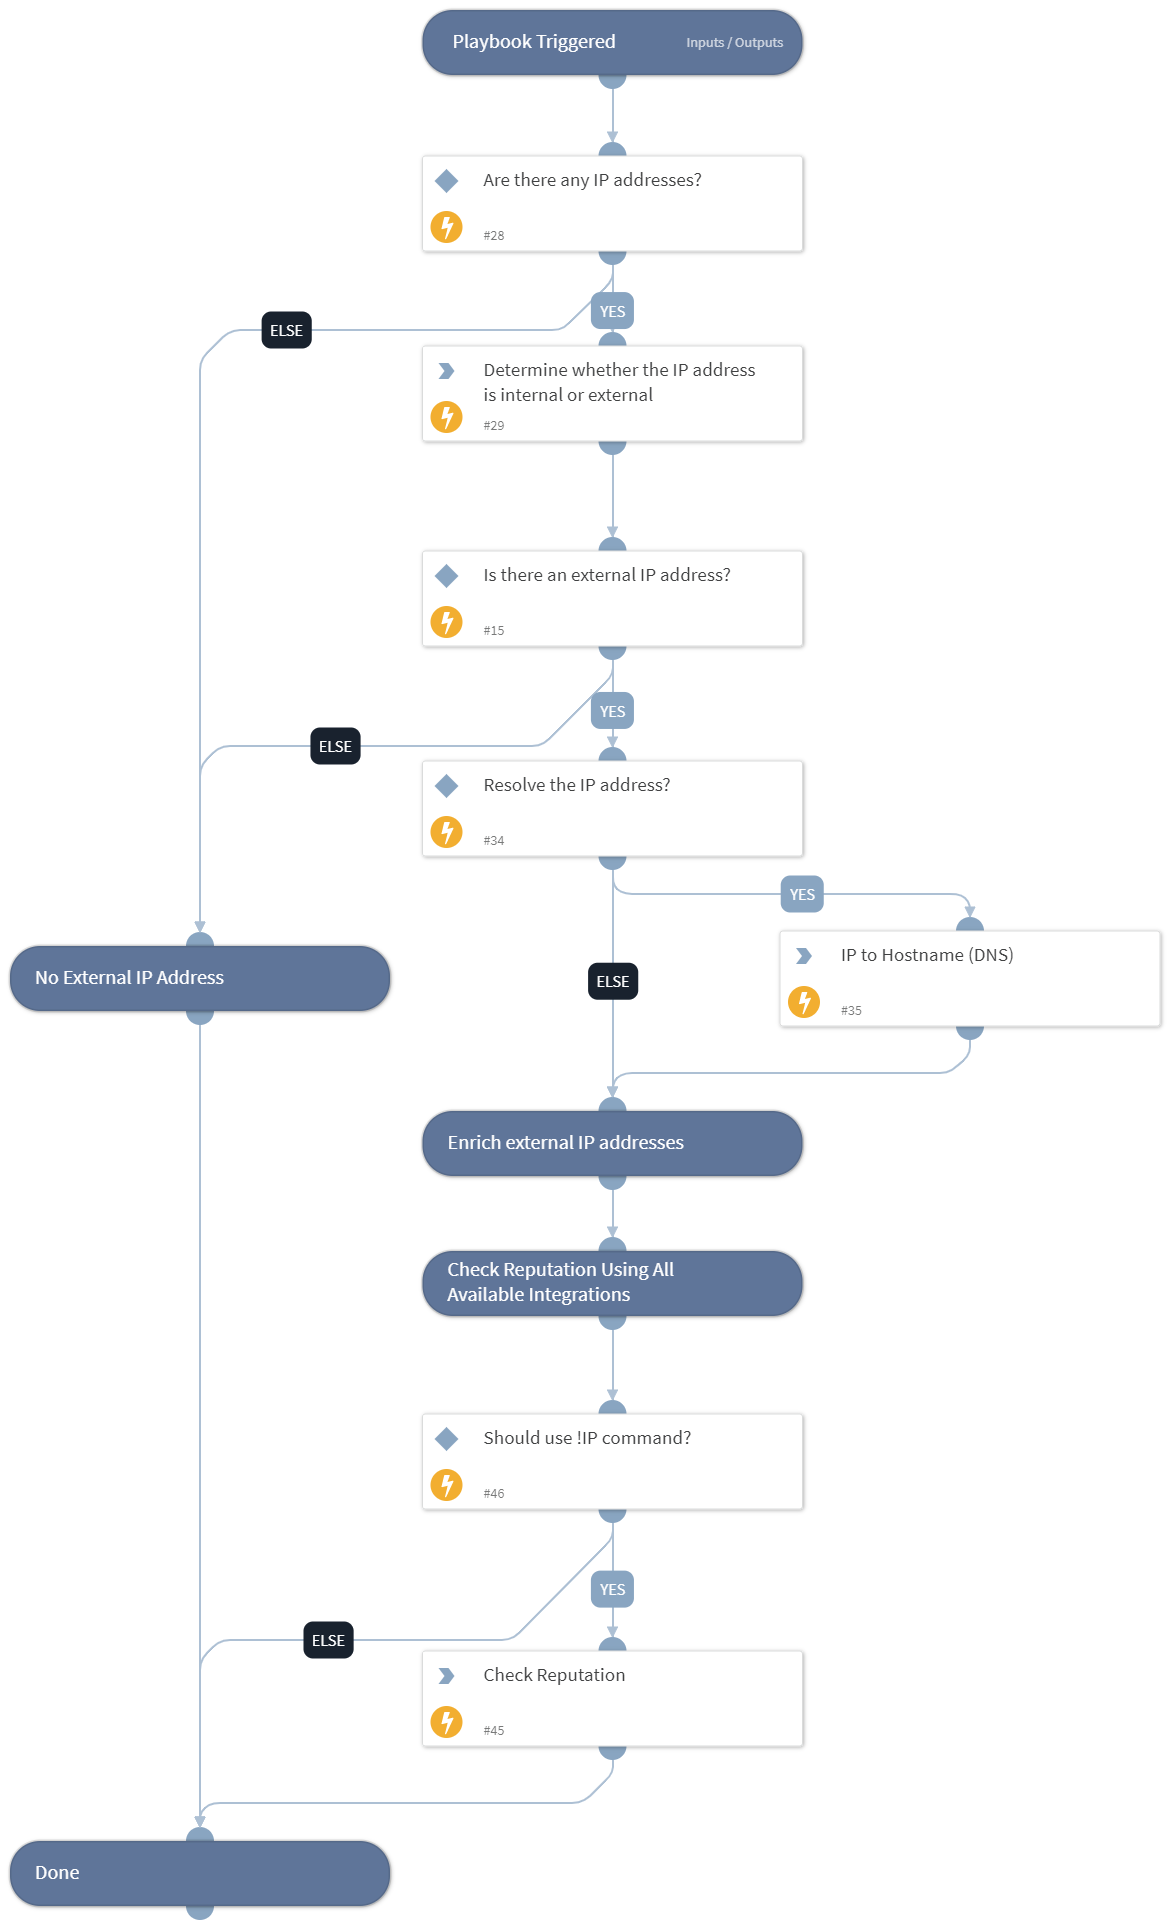 Playbook Triggered
Inputs / Outputs
Are there any IP addresses?
#28
YES
ELSE
Determine whether the IP address
is internal or external
#29
Is there an external IP address?
#15
YES
ELSE
Resolve the IP address?
#34
YES
IP to Hostname (DNS)
#35
ELSE
No External IP Address
Enrich external IP addresses
Check Reputation Using All
Available Integrations
Should use !IP command?
#46
YES
ELSE
Check Reputation
#45
Done